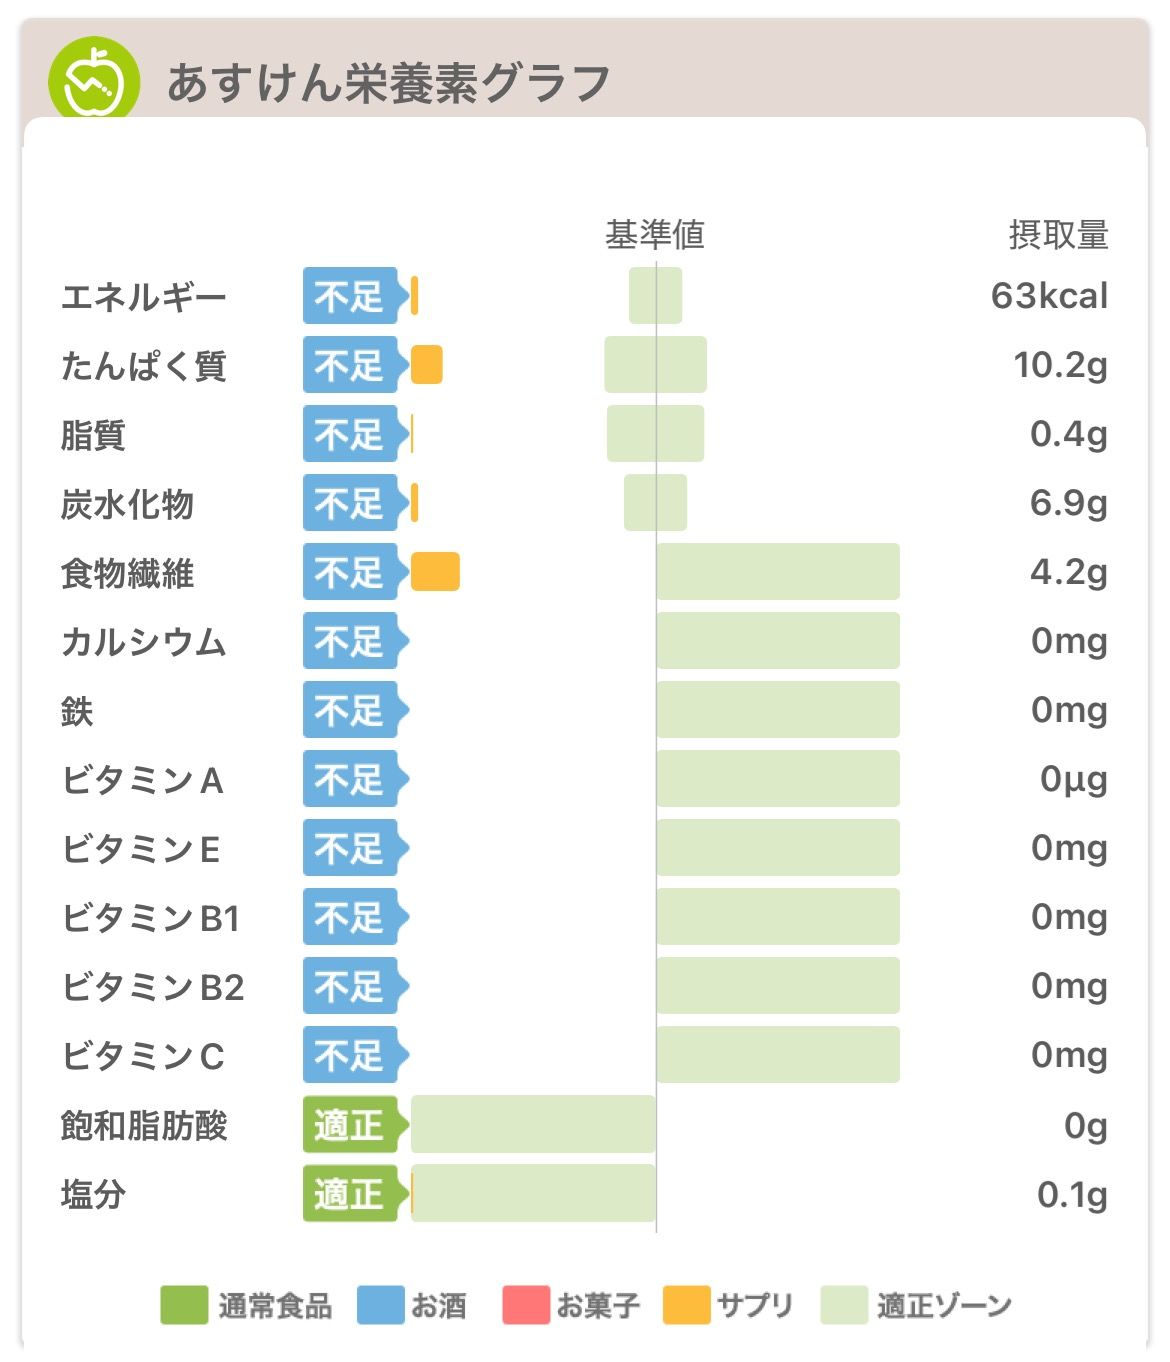 あすけん栄養素グラフ
基準値 摂取量
エネルギー 不足 63kcal
たんぱく質 不足 10.2g
脂質 不足 0.4g
炭水化物 不足 6.9g
食物繊維 不足 4.2g
カルシウム 不足 0mg
鉄 不足 0mg
ビタミンA 不足 0μg
ビタミンE 不足 0mg
ビタミンB1 不足 0mg
ビタミンB2 不足 0mg
ビタミンC 不足 0mg
飽和脂肪酸 適正 0g
塩分 適正 0.1g
通常食品 お酒 お菓子 サプリ 適正ゾーン